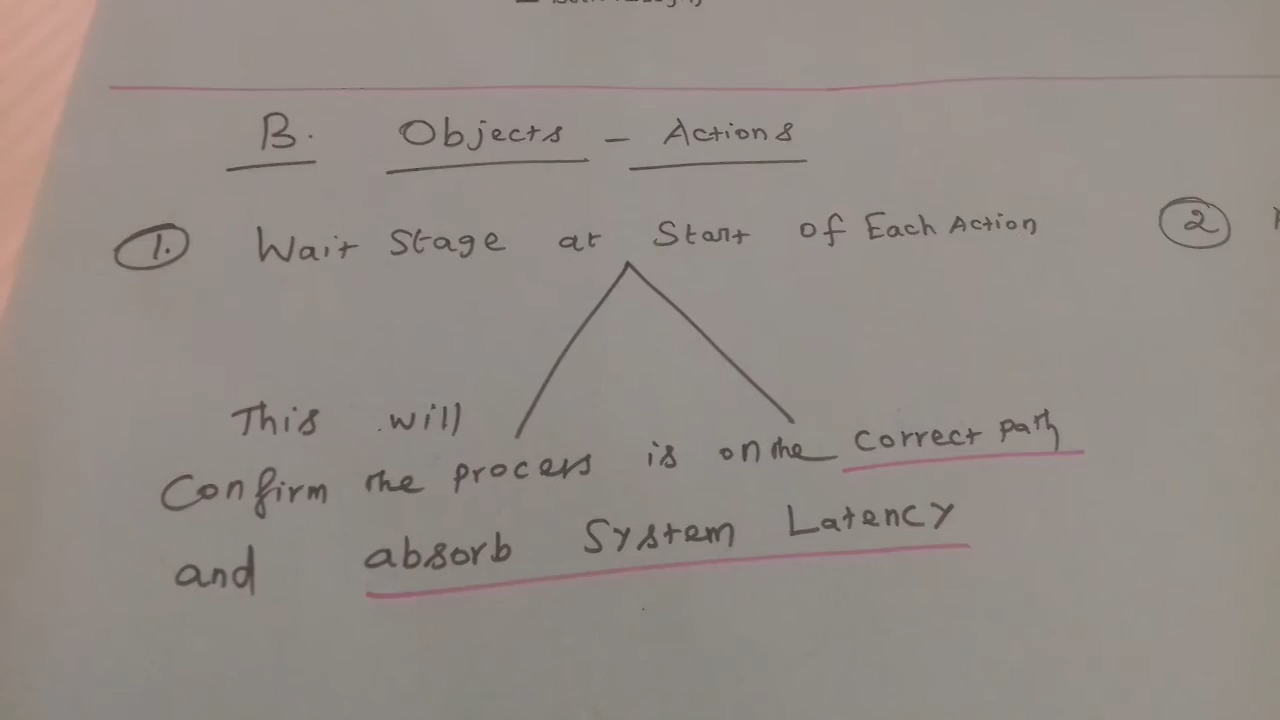 B. Objects - Actions
1. Wait Stage at Start of Each Action
2
This will
Confirm the process is on the correct path
and absorb System Latency